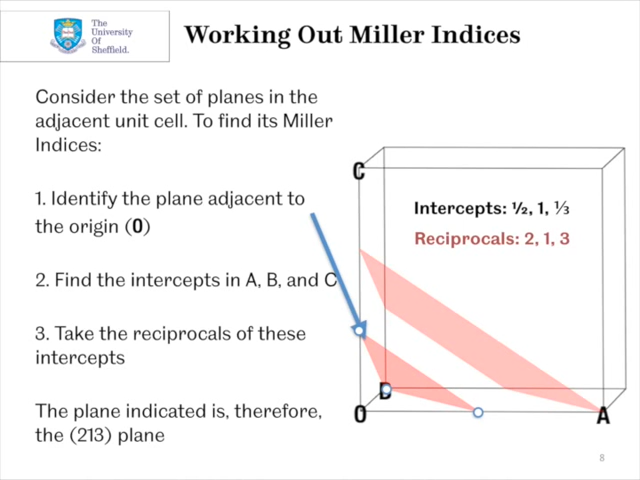 The
University
Of
Sheffield.
Working Out Miller Indices
Consider the set of planes in the
adjacent unit cell. To find its Miller
Indices:
1. Identify the plane adjacent to
the origin (0)
2. Find the intercepts in A, B, and C
3. Take the reciprocals of these
intercepts
The plane indicated is, therefore,
the (213) plane
C
Intercepts: ½, 1, ⅓
Reciprocals: 2, 1, 3
B
O
A
8